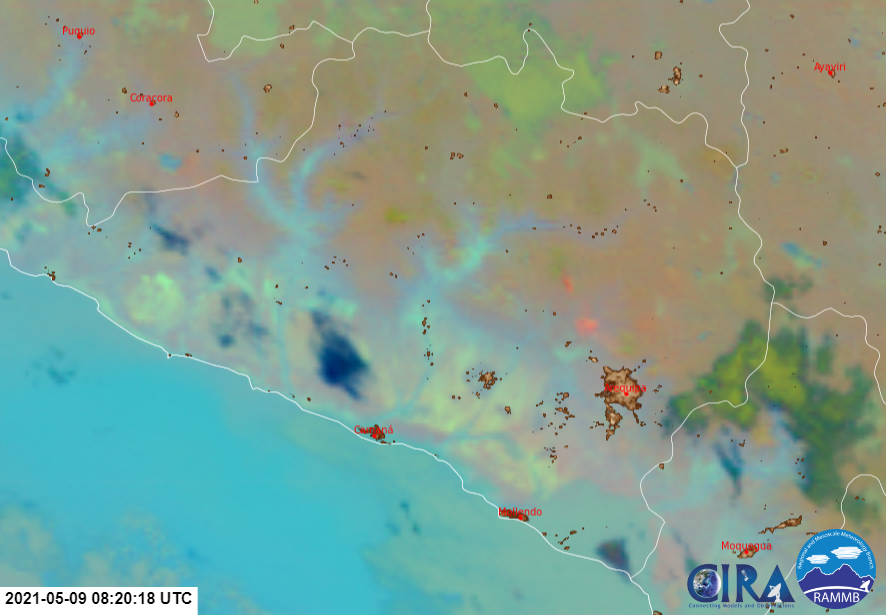 Puquio
Ayaviri
Coracora
Arequipa
Camaná
Mollendo
Moquegua
Regional and Mesoscale Meteorology Branch
CIRA
Connecting Models and Observations
RAMMB
2021-05-09 08:20:18 UTC